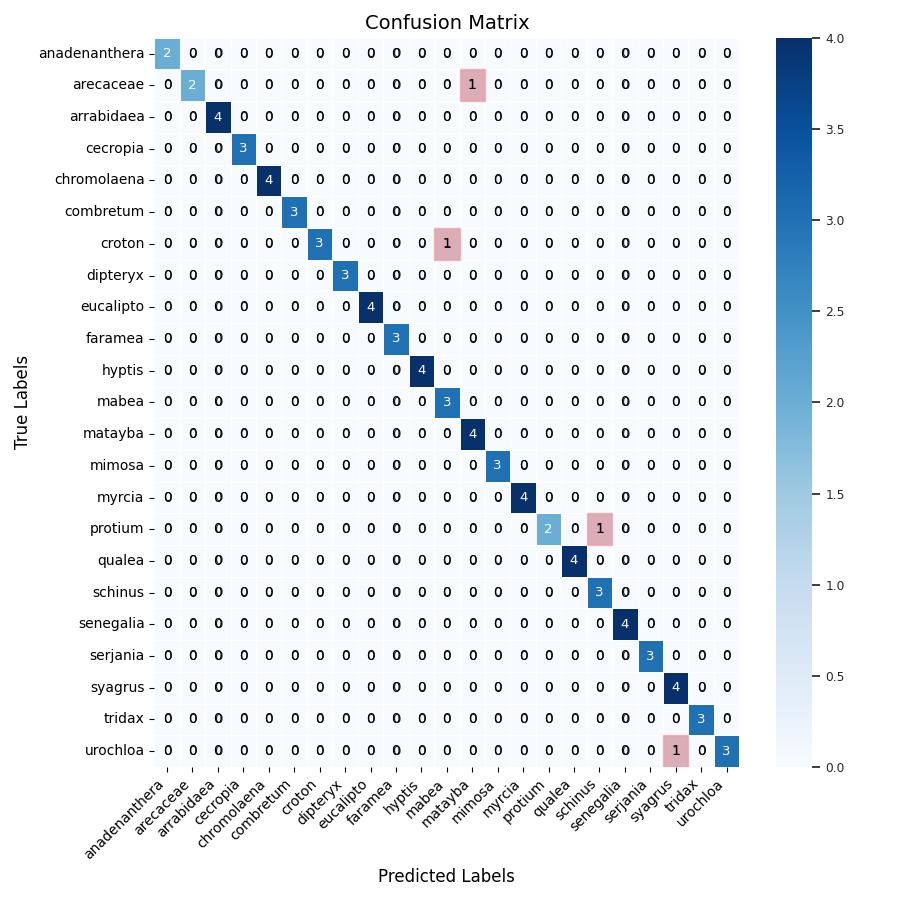 Confusion Matrix
True Labels
anadenanthera 2 0 0 0 0 0 0 0 0 0 0 0 0 0 0 0 0 0 0 0 0 0 0
arecaceae 0 2 0 0 0 0 0 0 0 0 0 0 1 0 0 0 0 0 0 0 0 0 0
arrabidaea 0 0 4 0 0 0 0 0 0 0 0 0 0 0 0 0 0 0 0 0 0 0 0
cecropia 0 0 0 3 0 0 0 0 0 0 0 0 0 0 0 0 0 0 0 0 0 0 0
chromolaena 0 0 0 0 4 0 0 0 0 0 0 0 0 0 0 0 0 0 0 0 0 0 0
combretum 0 0 0 0 0 3 0 0 0 0 0 0 0 0 0 0 0 0 0 0 0 0 0
croton 0 0 0 0 0 0 3 0 0 0 0 1 0 0 0 0 0 0 0 0 0 0 0
dipteryx 0 0 0 0 0 0 0 3 0 0 0 0 0 0 0 0 0 0 0 0 0 0 0
eucalipto 0 0 0 0 0 0 0 0 4 0 0 0 0 0 0 0 0 0 0 0 0 0 0
faramea 0 0 0 0 0 0 0 0 0 3 0 0 0 0 0 0 0 0 0 0 0 0 0
hyptis 0 0 0 0 0 0 0 0 0 0 4 0 0 0 0 0 0 0 0 0 0 0 0
mabea 0 0 0 0 0 0 0 0 0 0 0 3 0 0 0 0 0 0 0 0 0 0 0
matayba 0 0 0 0 0 0 0 0 0 0 0 0 4 0 0 0 0 0 0 0 0 0 0
mimosa 0 0 0 0 0 0 0 0 0 0 0 0 0 3 0 0 0 0 0 0 0 0 0
myrcia 0 0 0 0 0 0 0 0 0 0 0 0 0 0 4 0 0 0 0 0 0 0 0
protium 0 0 0 0 0 0 0 0 0 0 0 0 0 0 0 2 0 1 0 0 0 0 0
qualea 0 0 0 0 0 0 0 0 0 0 0 0 0 0 0 0 4 0 0 0 0 0 0
schinus 0 0 0 0 0 0 0 0 0 0 0 0 0 0 0 0 0 3 0 0 0 0 0
senegalia 0 0 0 0 0 0 0 0 0 0 0 0 0 0 0 0 0 0 4 0 0 0 0
serjania 0 0 0 0 0 0 0 0 0 0 0 0 0 0 0 0 0 0 0 3 0 0 0
syagrus 0 0 0 0 0 0 0 0 0 0 0 0 0 0 0 0 0 0 0 0 4 0 0
tridax 0 0 0 0 0 0 0 0 0 0 0 0 0 0 0 0 0 0 0 0 0 3 0
urochloa 0 0 0 0 0 0 0 0 0 0 0 0 0 0 0 0 0 0 0 0 1 0 3
anadenanthera
arecaceae
arrabidaea
cecropia
chromolaena
combretum
croton
dipteryx
eucalipto
faramea
hyptis
mabea
matayba
mimosa
myrcia
protium
qualea
schinus
senegalia
serjania
syagrus
tridax
urochloa
Predicted Labels
4.0
3.5
3.0
2.5
2.0
1.5
1.0
0.5
0.0